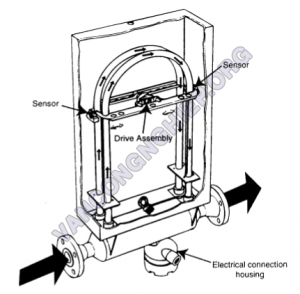 Sensor
Sensor
Drive Assembly
Electrical connection
housing